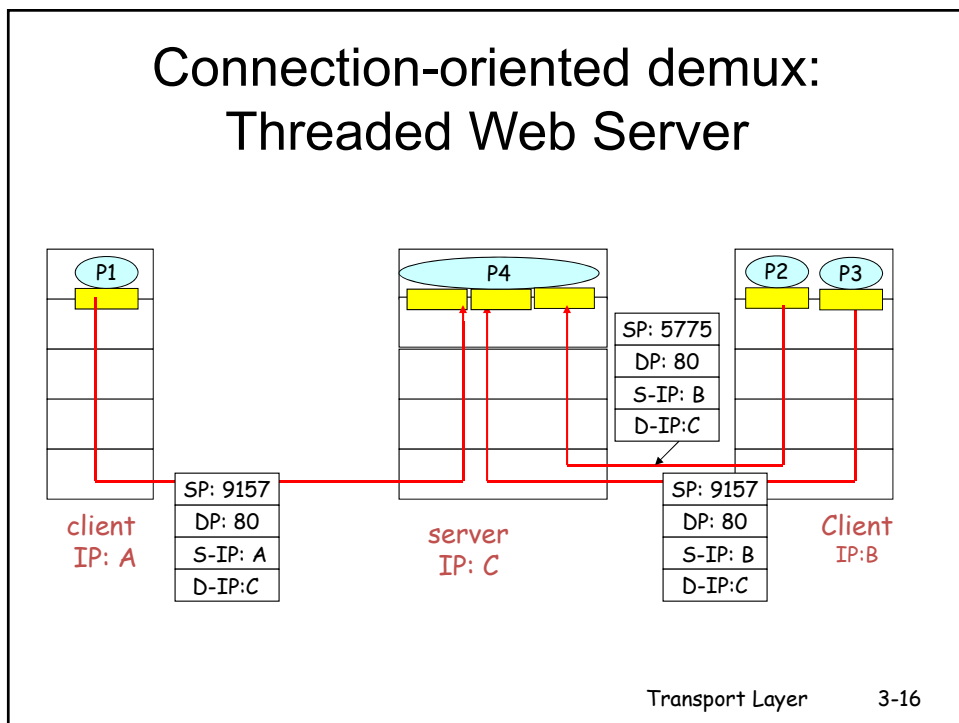 Connection-oriented demux:
Threaded Web Server
P1
P4
P2
P3
SP: 5775
DP: 80
S-IP: B
D-IP:C
SP: 9157
DP: 80
S-IP: A
D-IP:C
SP: 9157
DP: 80
S-IP: B
D-IP:C
client
IP: A
server
IP: C
Client
IP:B
Transport Layer 3-16